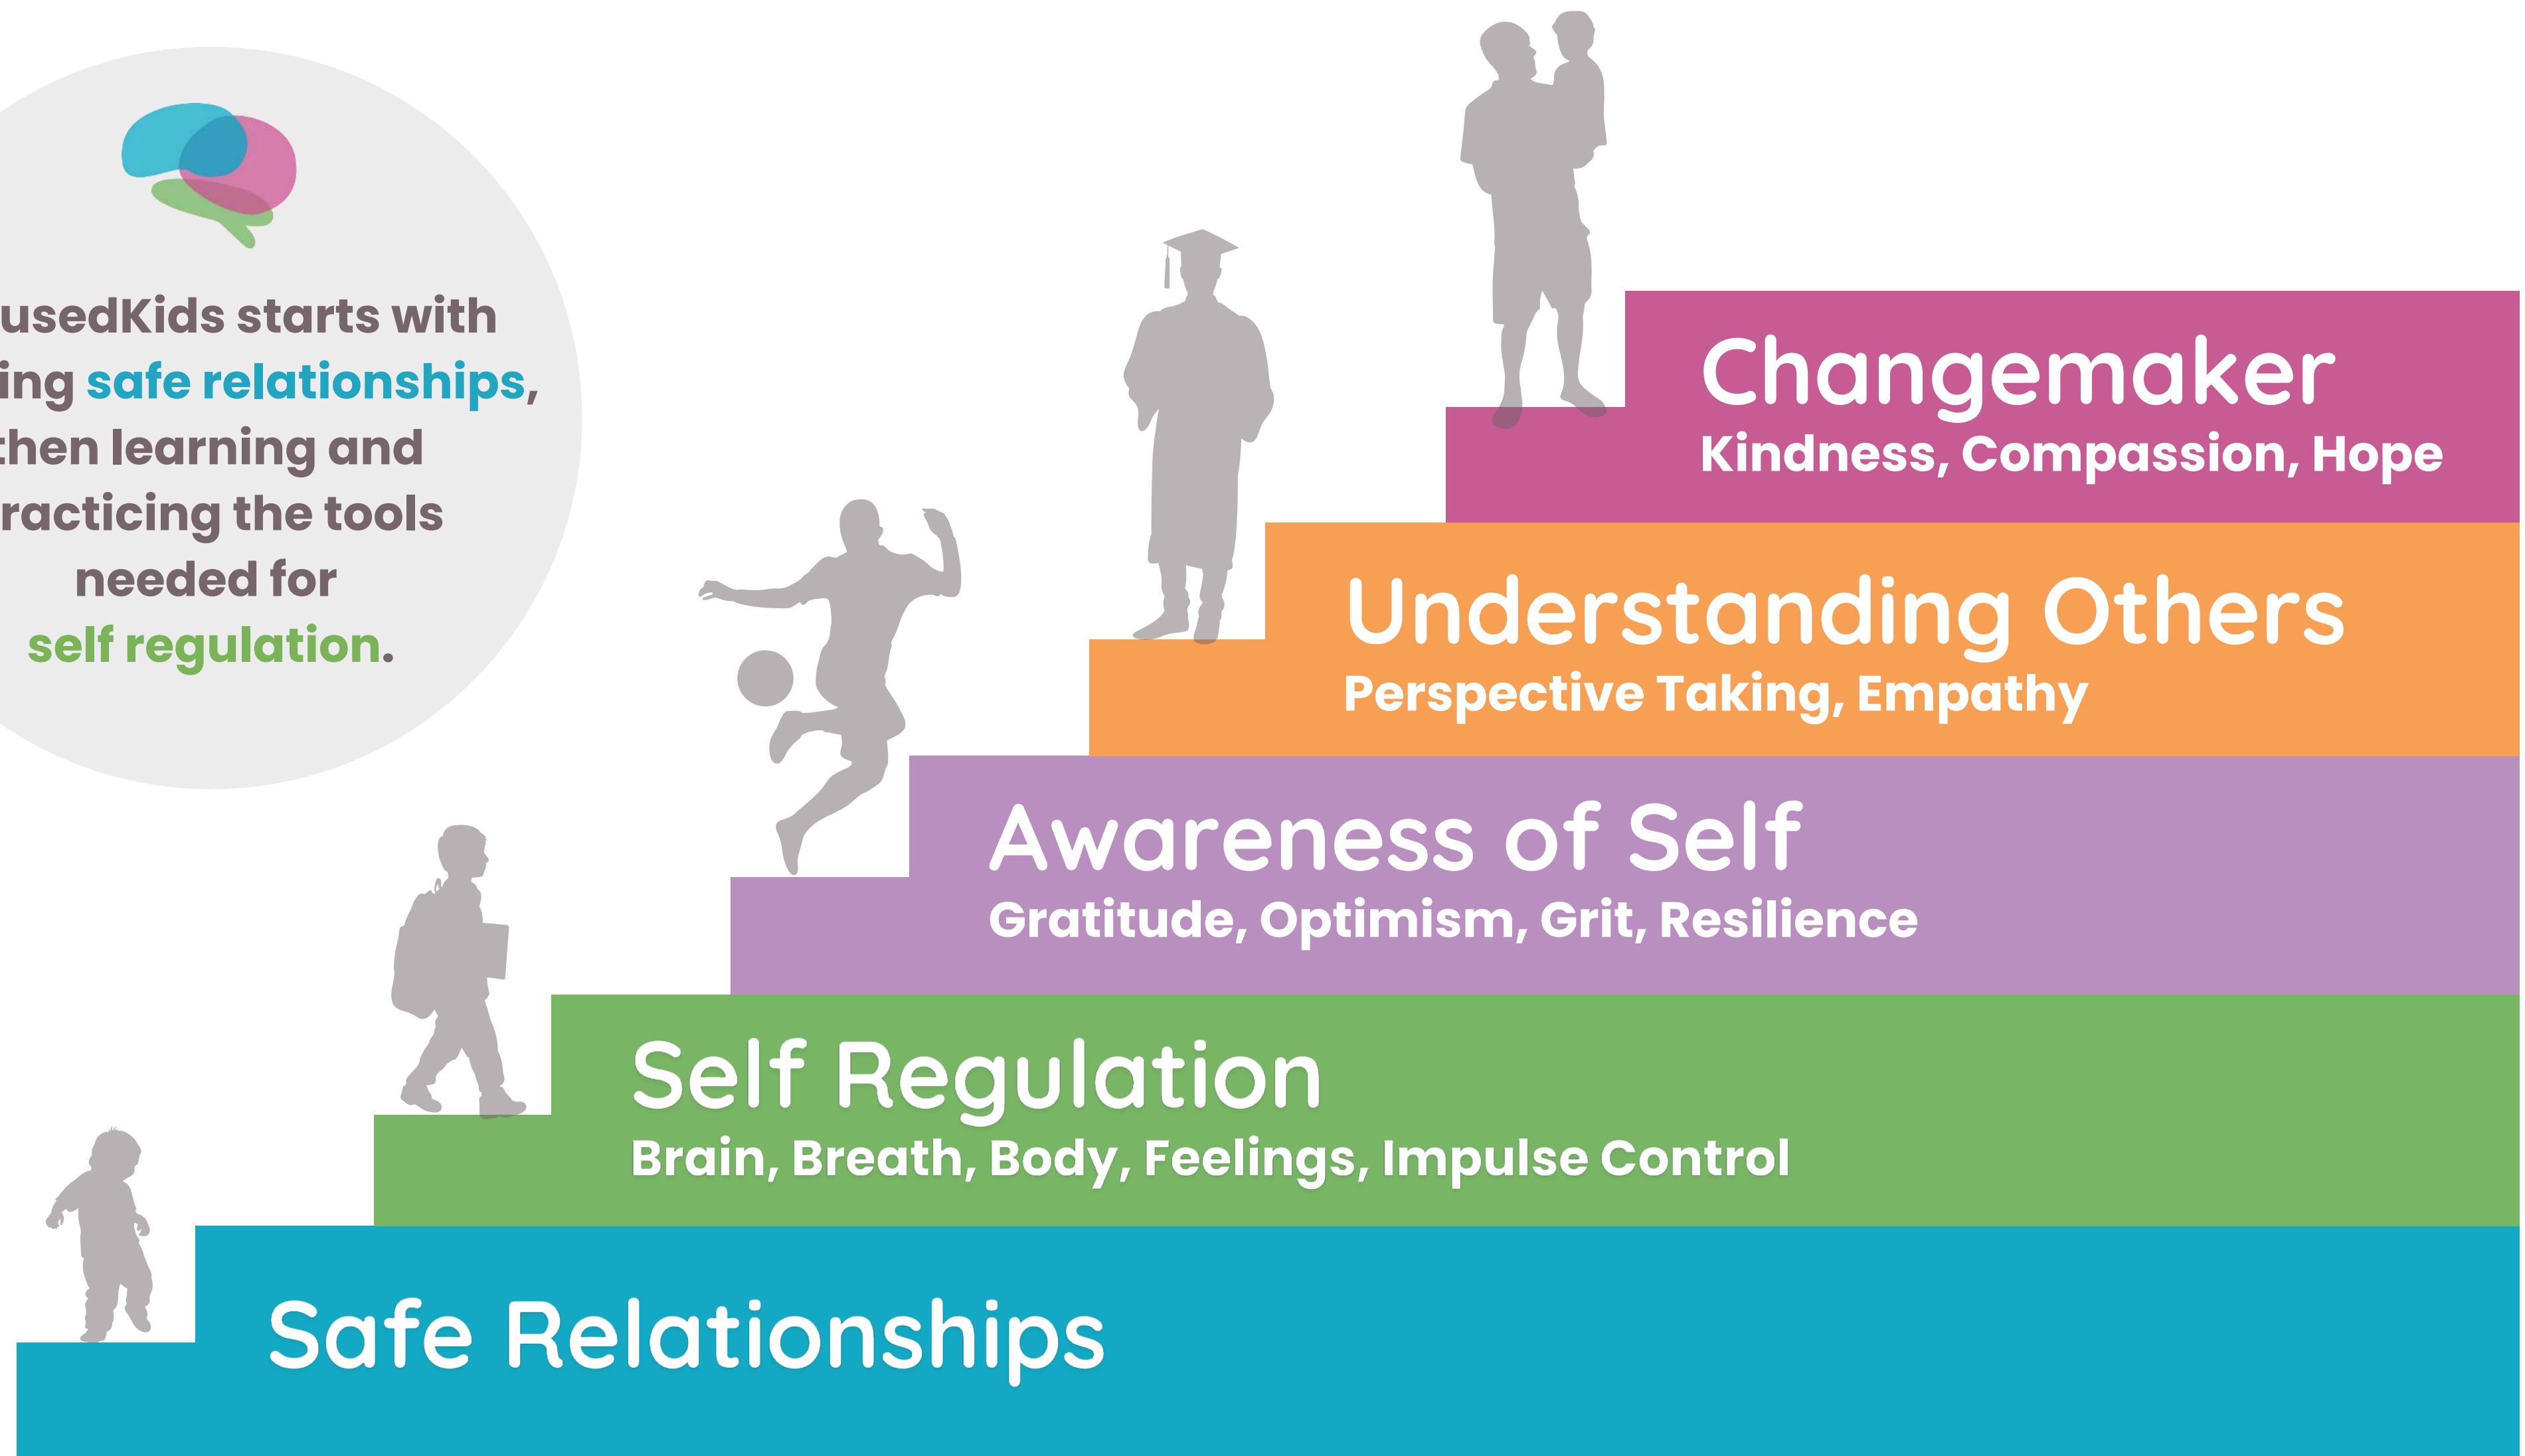 usedKids starts with
ing safe relationships,
then learning and
racticing the tools
needed for
self regulation.
Changemaker
Kindness, Compassion, Hope
Understanding Others
Perspective Taking, Empathy
Awareness of Self
Gratitude, Optimism, Grit, Resilience
Self Regulation
Brain, Breath, Body, Feelings, Impulse Control
Safe Relationships